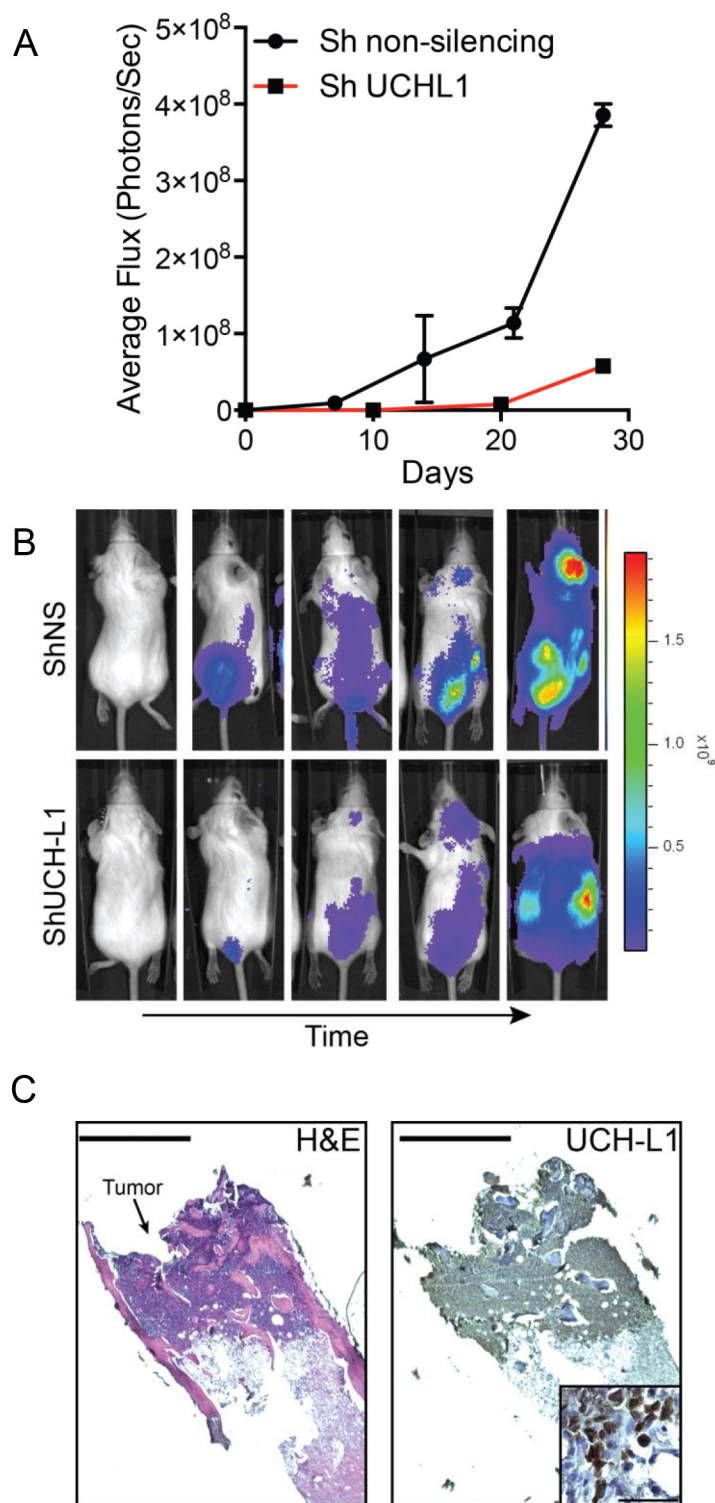 A
Sh non-silencing
Sh UCHL1
Average Flux (Photons/Sec)
5×10⁸
4×10⁸
3×10⁸
2×10⁸
1×10⁸
0
0 10 20 30
Days
B
ShNS
ShUCH-L1
1.5
1.0
0.5
x10⁹
Time
C
H&E
Tumor
UCH-L1